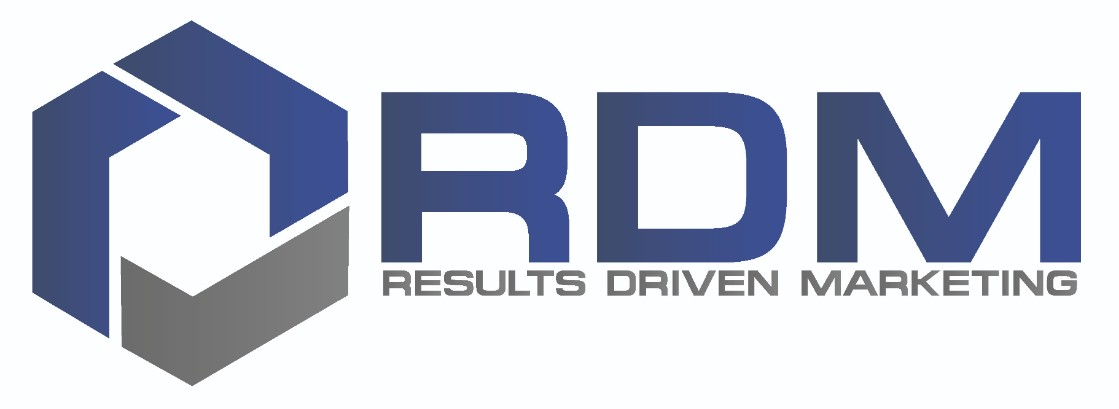 RDM
RESULTS DRIVEN MARKETING